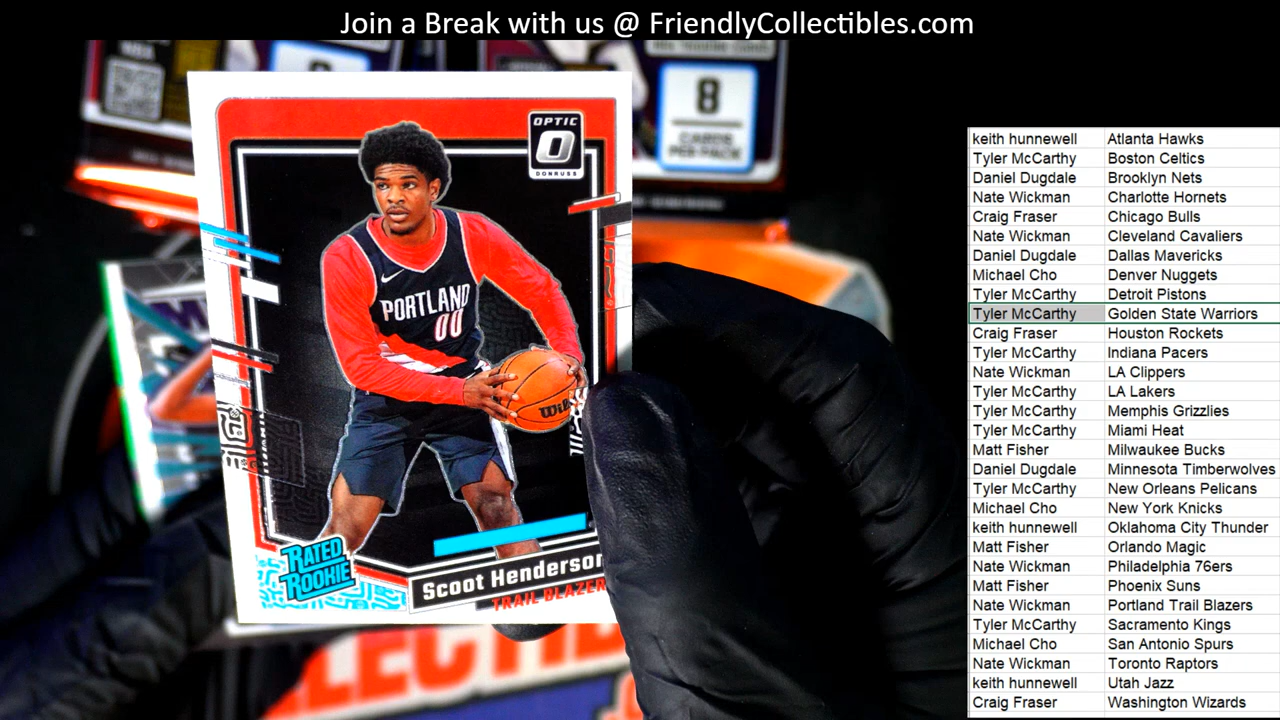 Join a Break with us @ FriendlyCollectibles.com
8
CARDS
PER PACK
OPTIC
O
DONRUSS
PORTLAND
00
Wil
RATED
ROOKIE
Scoot Henderson
TRAIL BLAZER
LECTI
keith hunnewell Atlanta Hawks
Tyler McCarthy Boston Celtics
Daniel Dugdale Brooklyn Nets
Nate Wickman Charlotte Hornets
Craig Fraser Chicago Bulls
Nate Wickman Cleveland Cavaliers
Daniel Dugdale Dallas Mavericks
Michael Cho Denver Nuggets
Tyler McCarthy Detroit Pistons
Tyler McCarthy Golden State Warriors
Craig Fraser Houston Rockets
Tyler McCarthy Indiana Pacers
Nate Wickman LA Clippers
Tyler McCarthy LA Lakers
Tyler McCarthy Memphis Grizzlies
Tyler McCarthy Miami Heat
Matt Fisher Milwaukee Bucks
Daniel Dugdale Minnesota Timberwolves
Tyler McCarthy New Orleans Pelicans
Michael Cho New York Knicks
keith hunnewell Oklahoma City Thunder
Matt Fisher Orlando Magic
Nate Wickman Philadelphia 76ers
Matt Fisher Phoenix Suns
Nate Wickman Portland Trail Blazers
Tyler McCarthy Sacramento Kings
Michael Cho San Antonio Spurs
Nate Wickman Toronto Raptors
keith hunnewell Utah Jazz
Craig Fraser Washington Wizards